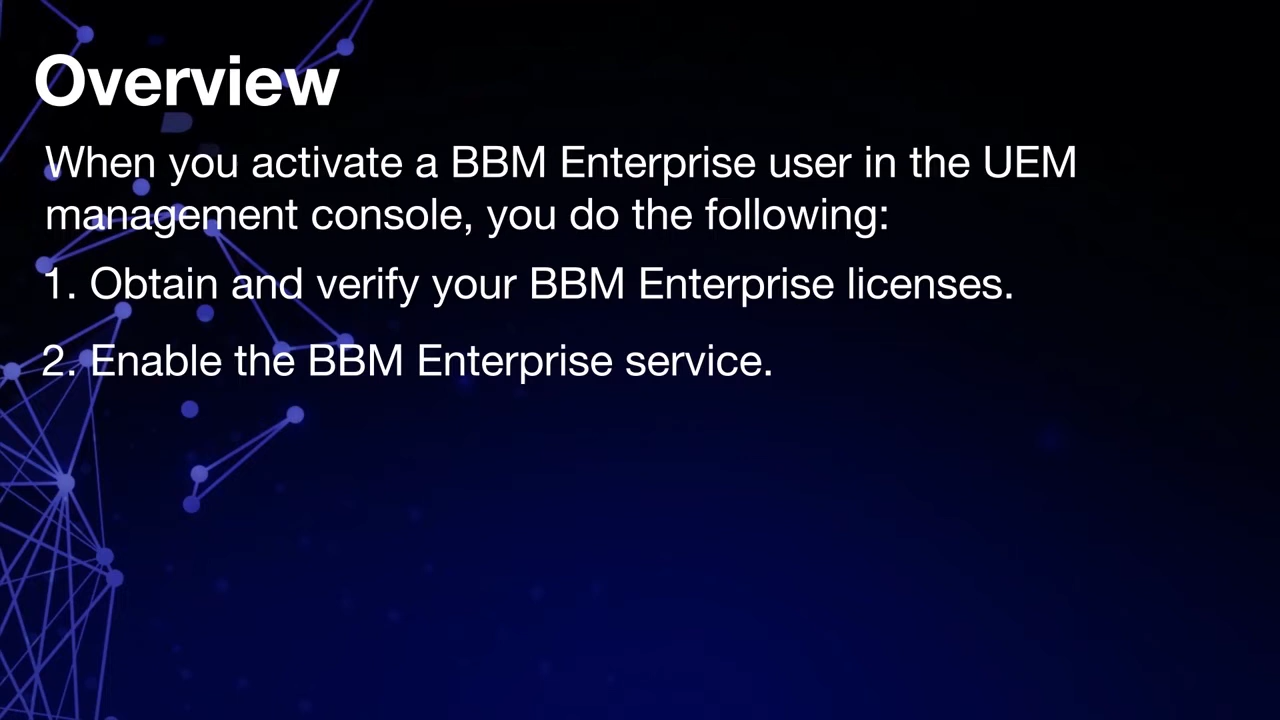 Overview
When you activate a BBM Enterprise user in the UEM
management console, you do the following:
1. Obtain and verify your BBM Enterprise licenses.
2. Enable the BBM Enterprise service.